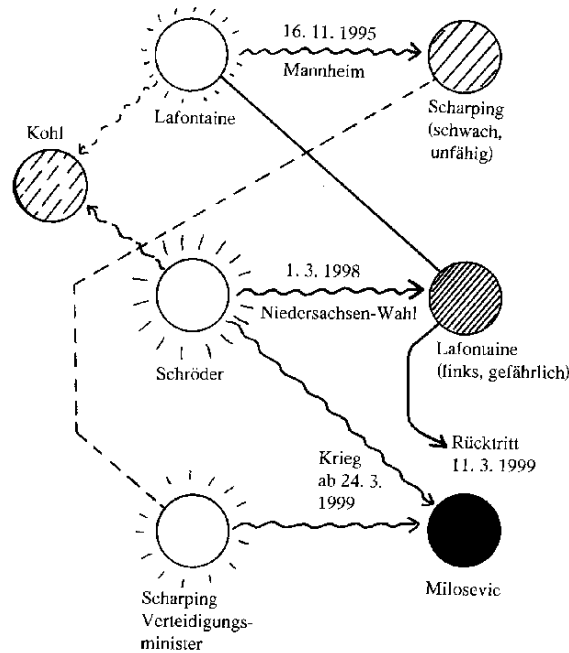 16. 11. 1995
Mannheim
Lafontaine
Scharping
(schwach,
unfähig)
Kohl
1. 3. 1998
Niedersachsen-Wahl
Schröder
Lafontaine
(links, gefährlich)
Rücktritt
11. 3. 1999
Krieg
ab 24. 3.
1999
Scharping
Verteidigungs-
minister
Milosevic